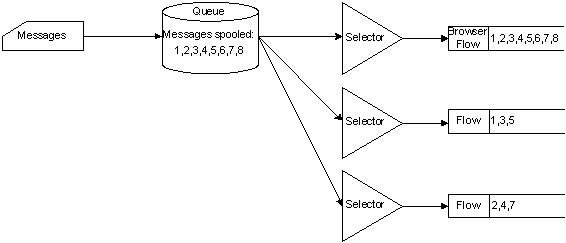 Queue
Messages
Messages spooled:
1,2,3,4,5,6,7,8
Selector
Browser
Flow
1,2,3,4,5,6,7,8
Selector
Flow
1,3,5
Selector
Flow
2,4,7